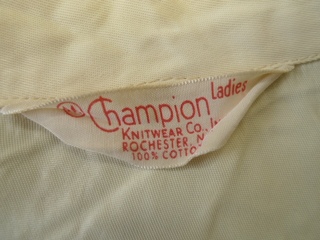 M Champion Ladies
KNITWEAR Co.
ROCHESTER,
100%